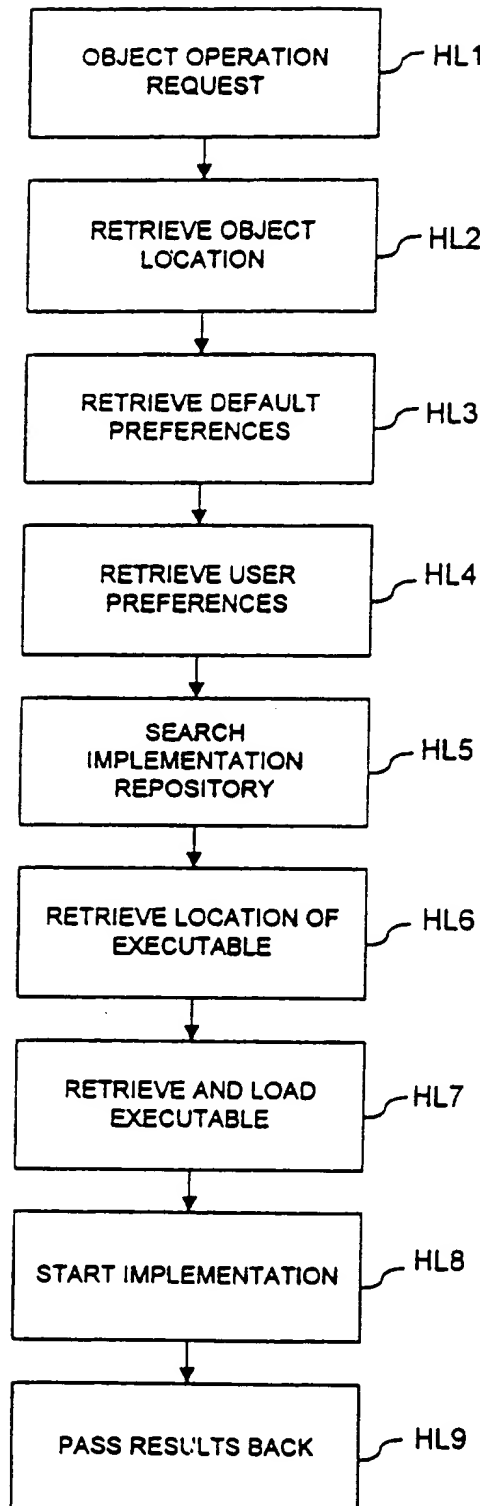 OBJECT OPERATION
REQUEST
HL1
RETRIEVE OBJECT
LOCATION
HL2
RETRIEVE DEFAULT
PREFERENCES
HL3
RETRIEVE USER
PREFERENCES
HL4
SEARCH
IMPLEMENTATION
REPOSITORY
HL5
RETRIEVE LOCATION OF
EXECUTABLE
HL6
RETRIEVE AND LOAD
EXECUTABLE
HL7
START IMPLEMENTATION
HL8
PASS RESULTS BACK
HL9